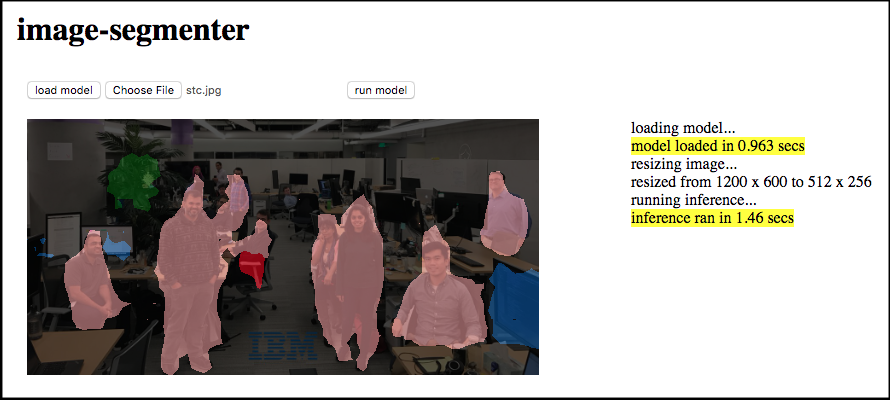 image-segmenter
load model Choose File stc.jpg run model
loading model...
model loaded in 0.963 secs
resizing image...
resized from 1200 x 600 to 512 x 256
running inference...
inference ran in 1.46 secs
IBM